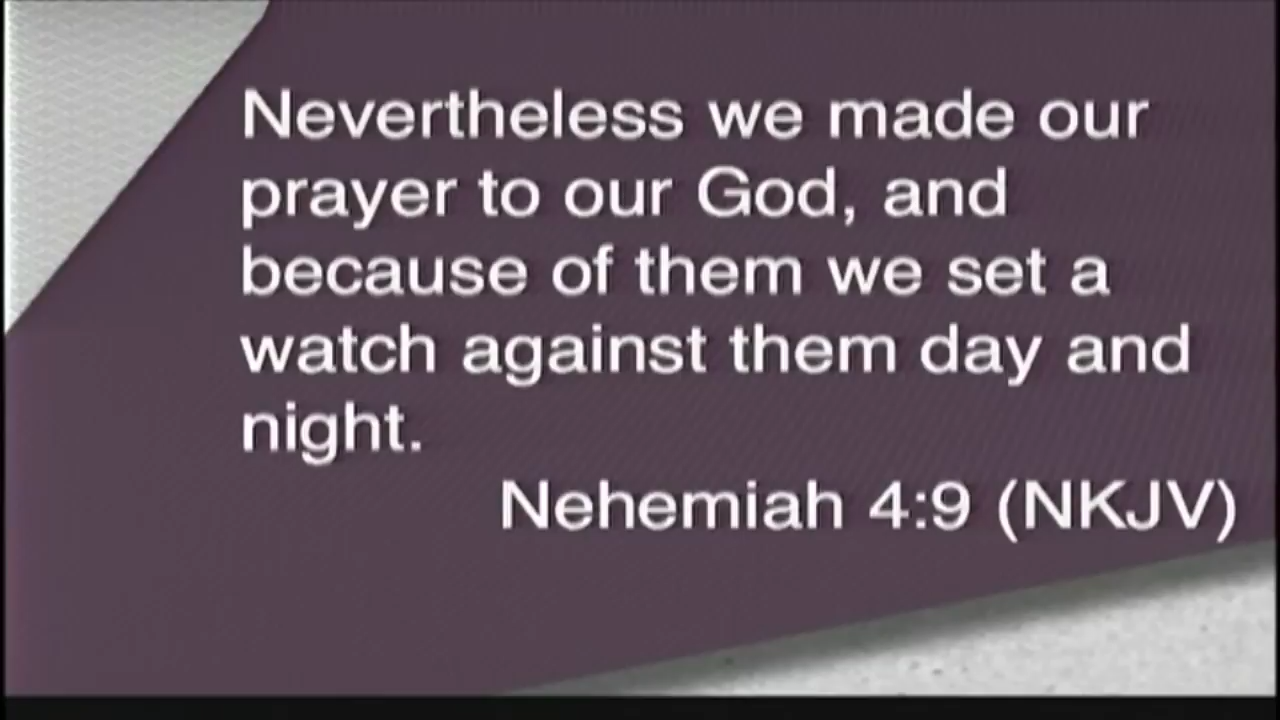 Nevertheless we made our
prayer to our God, and
because of them we set a
watch against them day and
night.
Nehemiah 4:9 (NKJV)